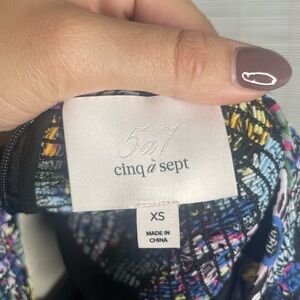 5à7
cinq à sept
XS
MADE IN
CHINA